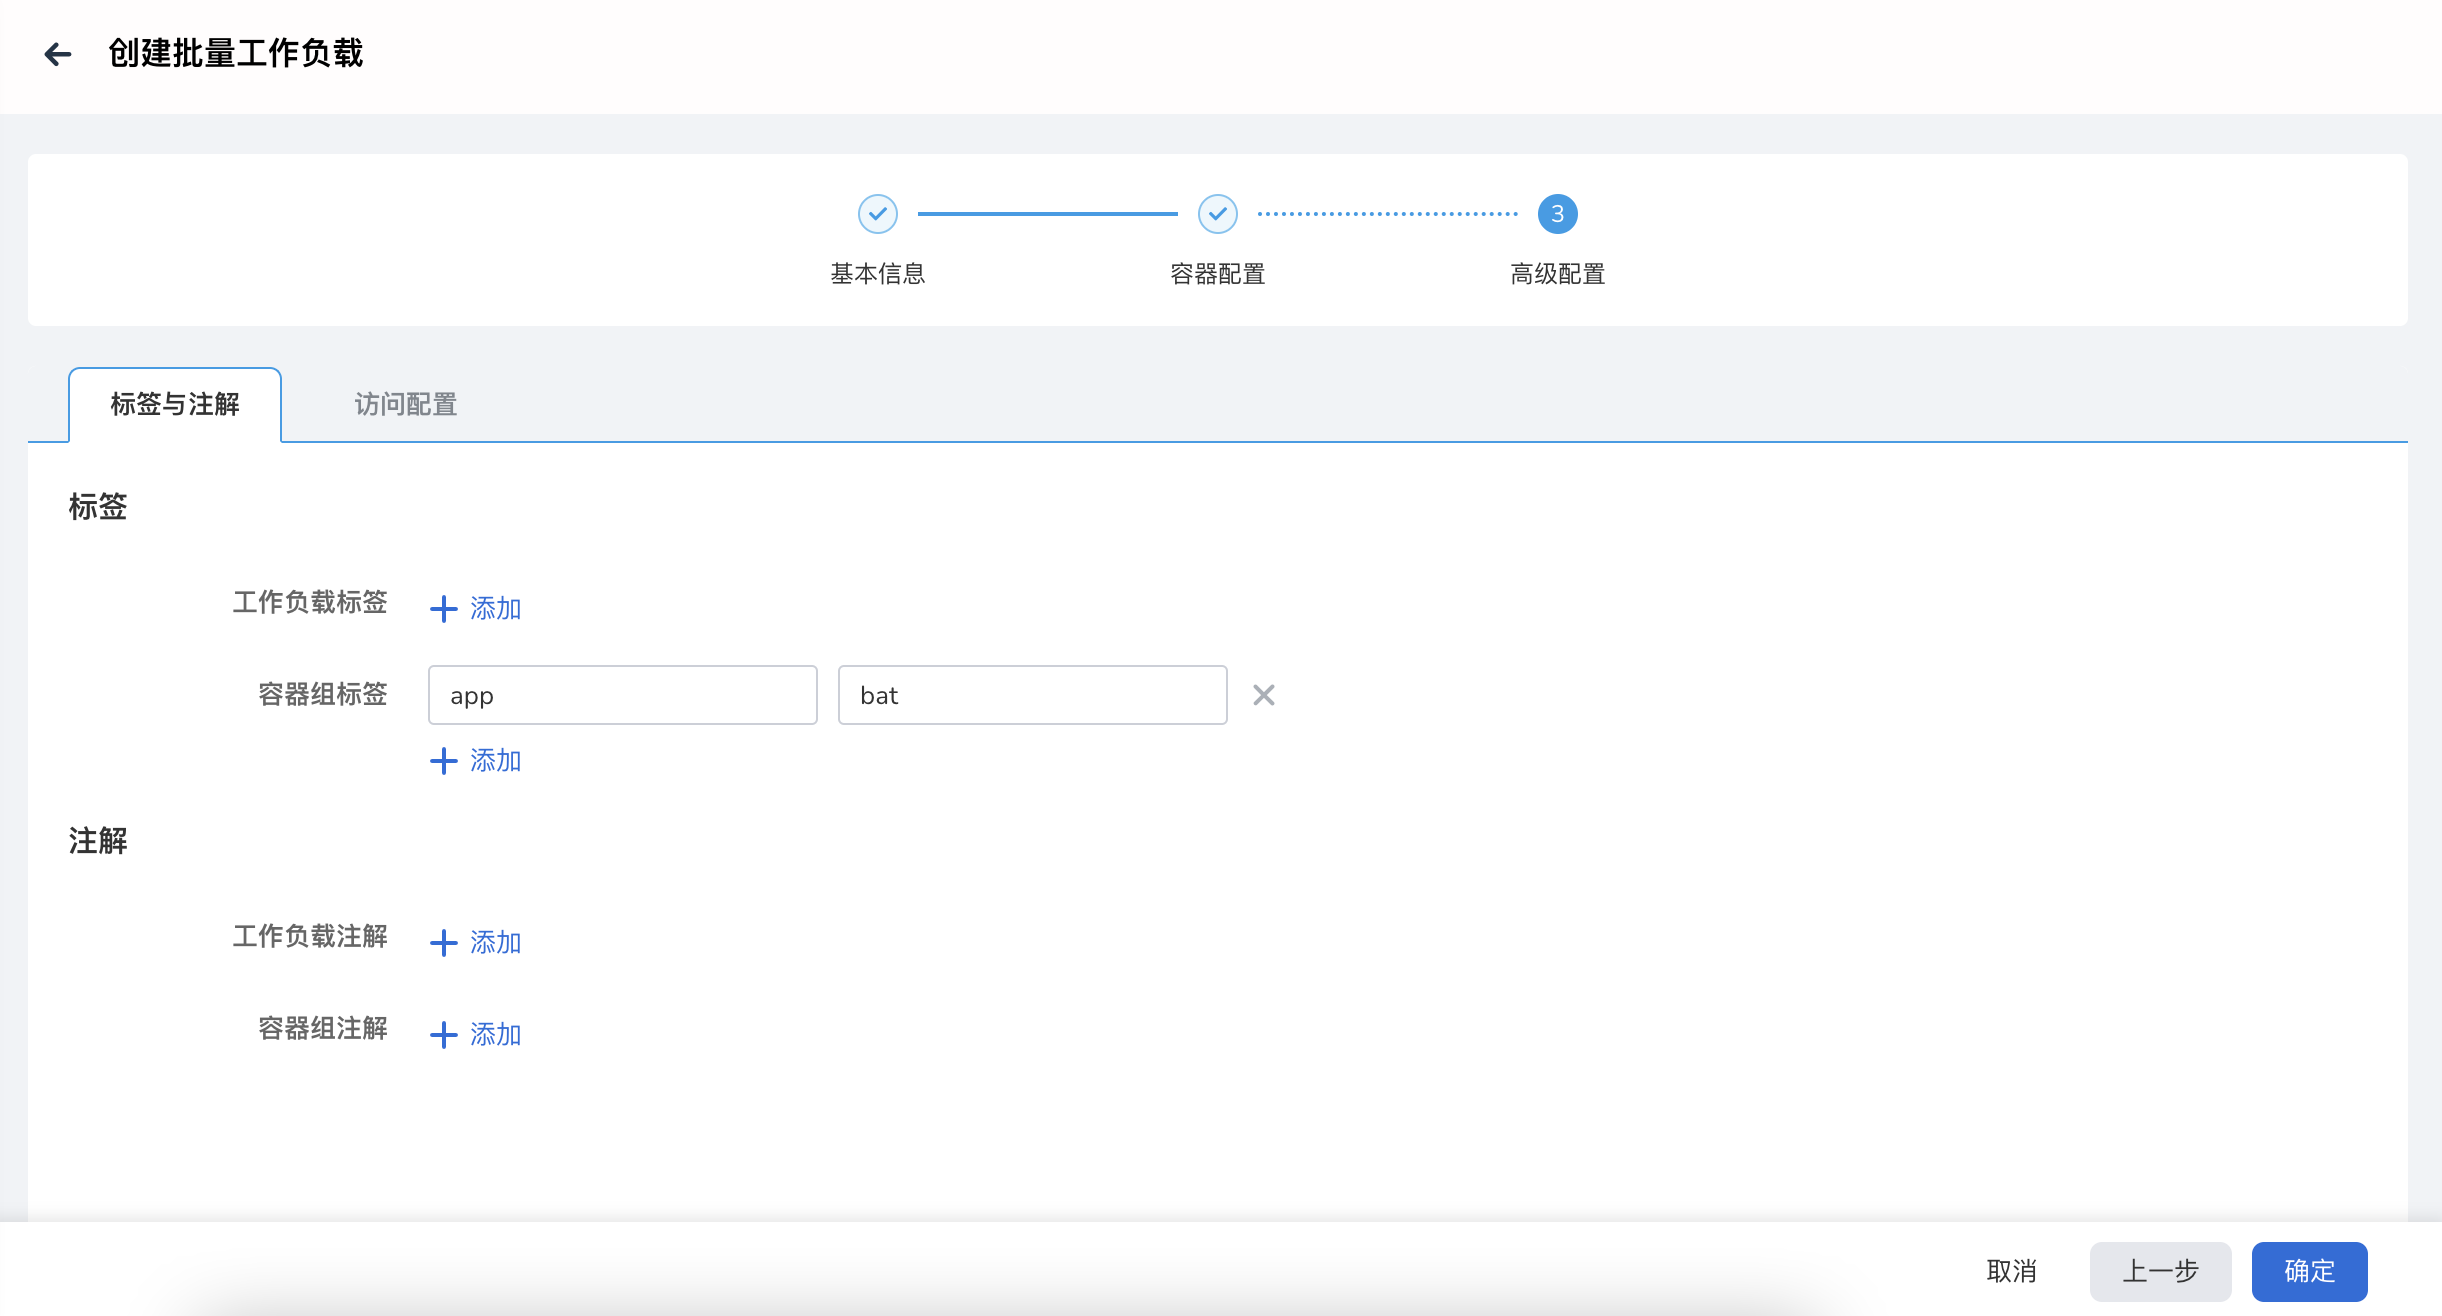 创建批量工作负载
3
基本信息 容器配置 高级配置
标签与注解 访问配置
标签
工作负载标签 添加
容器组标签 app bat
添加
注解
工作负载注解 添加
容器组注解 添加
取消 上一步 确定